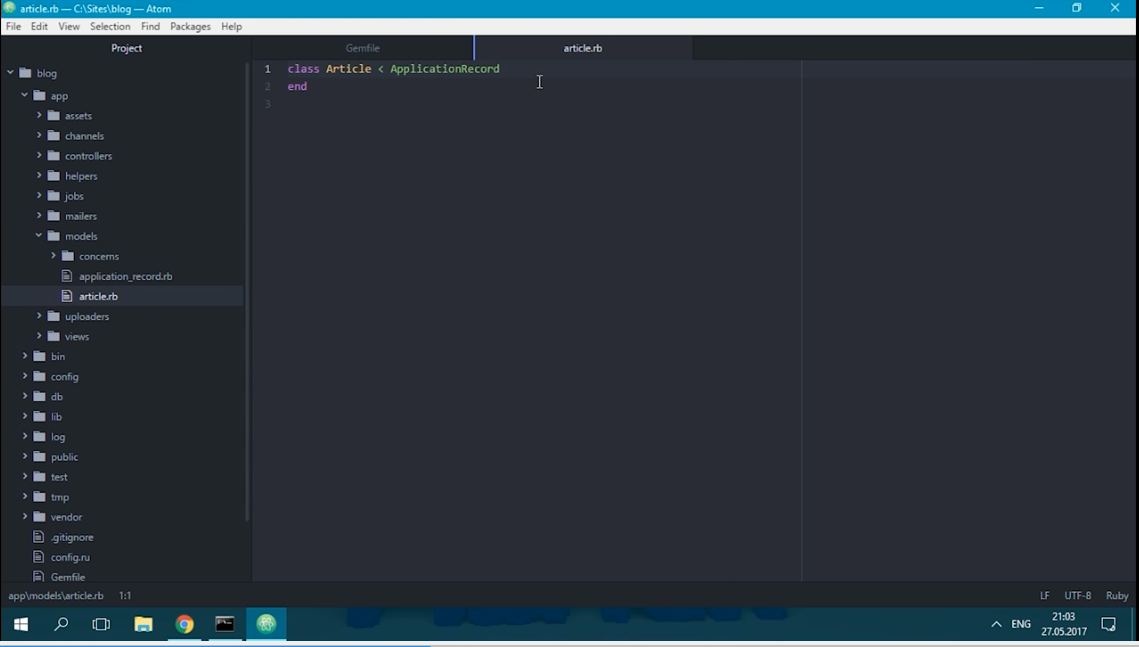 article.rb — C:\Sites\blog — Atom
File Edit View Selection Find Packages Help
Project
Gemfile
article.rb
blog
app
assets
channels
controllers
helpers
jobs
mailers
models
concerns
application_record.rb
article.rb
uploaders
views
bin
config
db
lib
log
public
test
tmp
vendor
.gitignore
config.ru
Gemfile
1 class Article < ApplicationRecord
2 end
3
app\models\article.rb 1:1
LF UTF-8 Ruby
ENG
21:03
27.05.2017